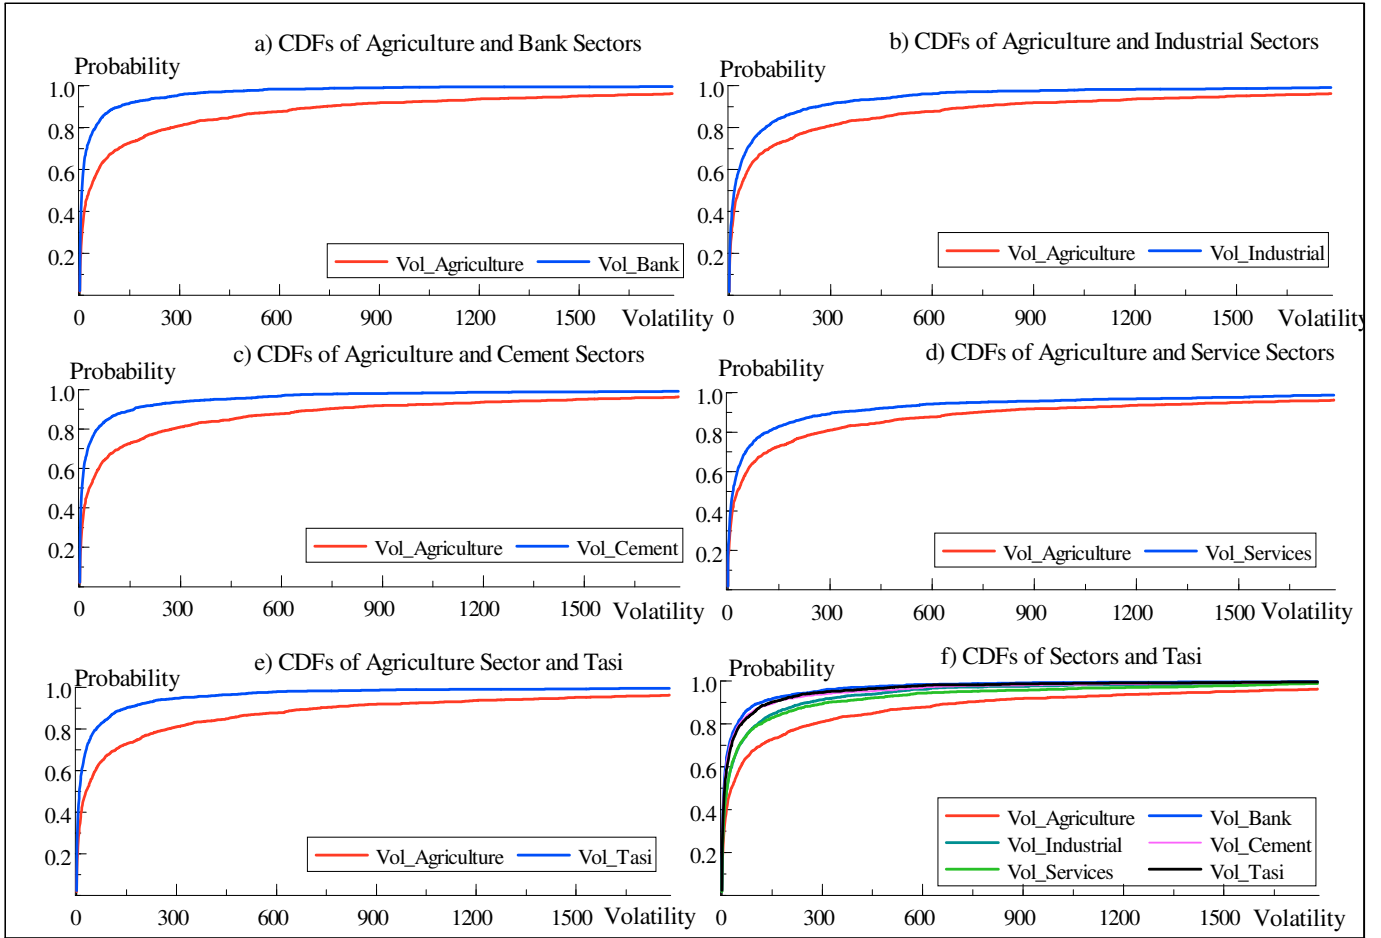 a) CDFs of Agriculture and Bank Sectors
Probability
1.0
0.8
0.6
0.4
0.2
Vol_Agriculture Vol_Bank
0 300 600 900 1200 1500 Volatility
b) CDFs of Agriculture and Industrial Sectors
Probability
1.0
0.8
0.6
0.4
0.2
Vol_Agriculture Vol_Industrial
0 300 600 900 1200 1500 Volatility
c) CDFs of Agriculture and Cement Sectors
Probability
1.0
0.8
0.6
0.4
0.2
Vol_Agriculture Vol_Cement
0 300 600 900 1200 1500 Volatility
d) CDFs of Agriculture and Service Sectors
Probability
1.0
0.8
0.6
0.4
0.2
Vol_Agriculture Vol_Services
0 300 600 900 1200 1500 Volatility
e) CDFs of Agriculture Sector and Tasi
Probability
1.0
0.8
0.6
0.4
0.2
Vol_Agriculture Vol_Tasi
0 300 600 900 1200 1500 Volatility
f) CDFs of Sectors and Tasi
Probability
1.0
0.8
0.6
0.4
0.2
Vol_Agriculture Vol_Bank
Vol_Industrial Vol_Cement
Vol_Services Vol_Tasi
0 300 600 900 1200 1500 Volatility